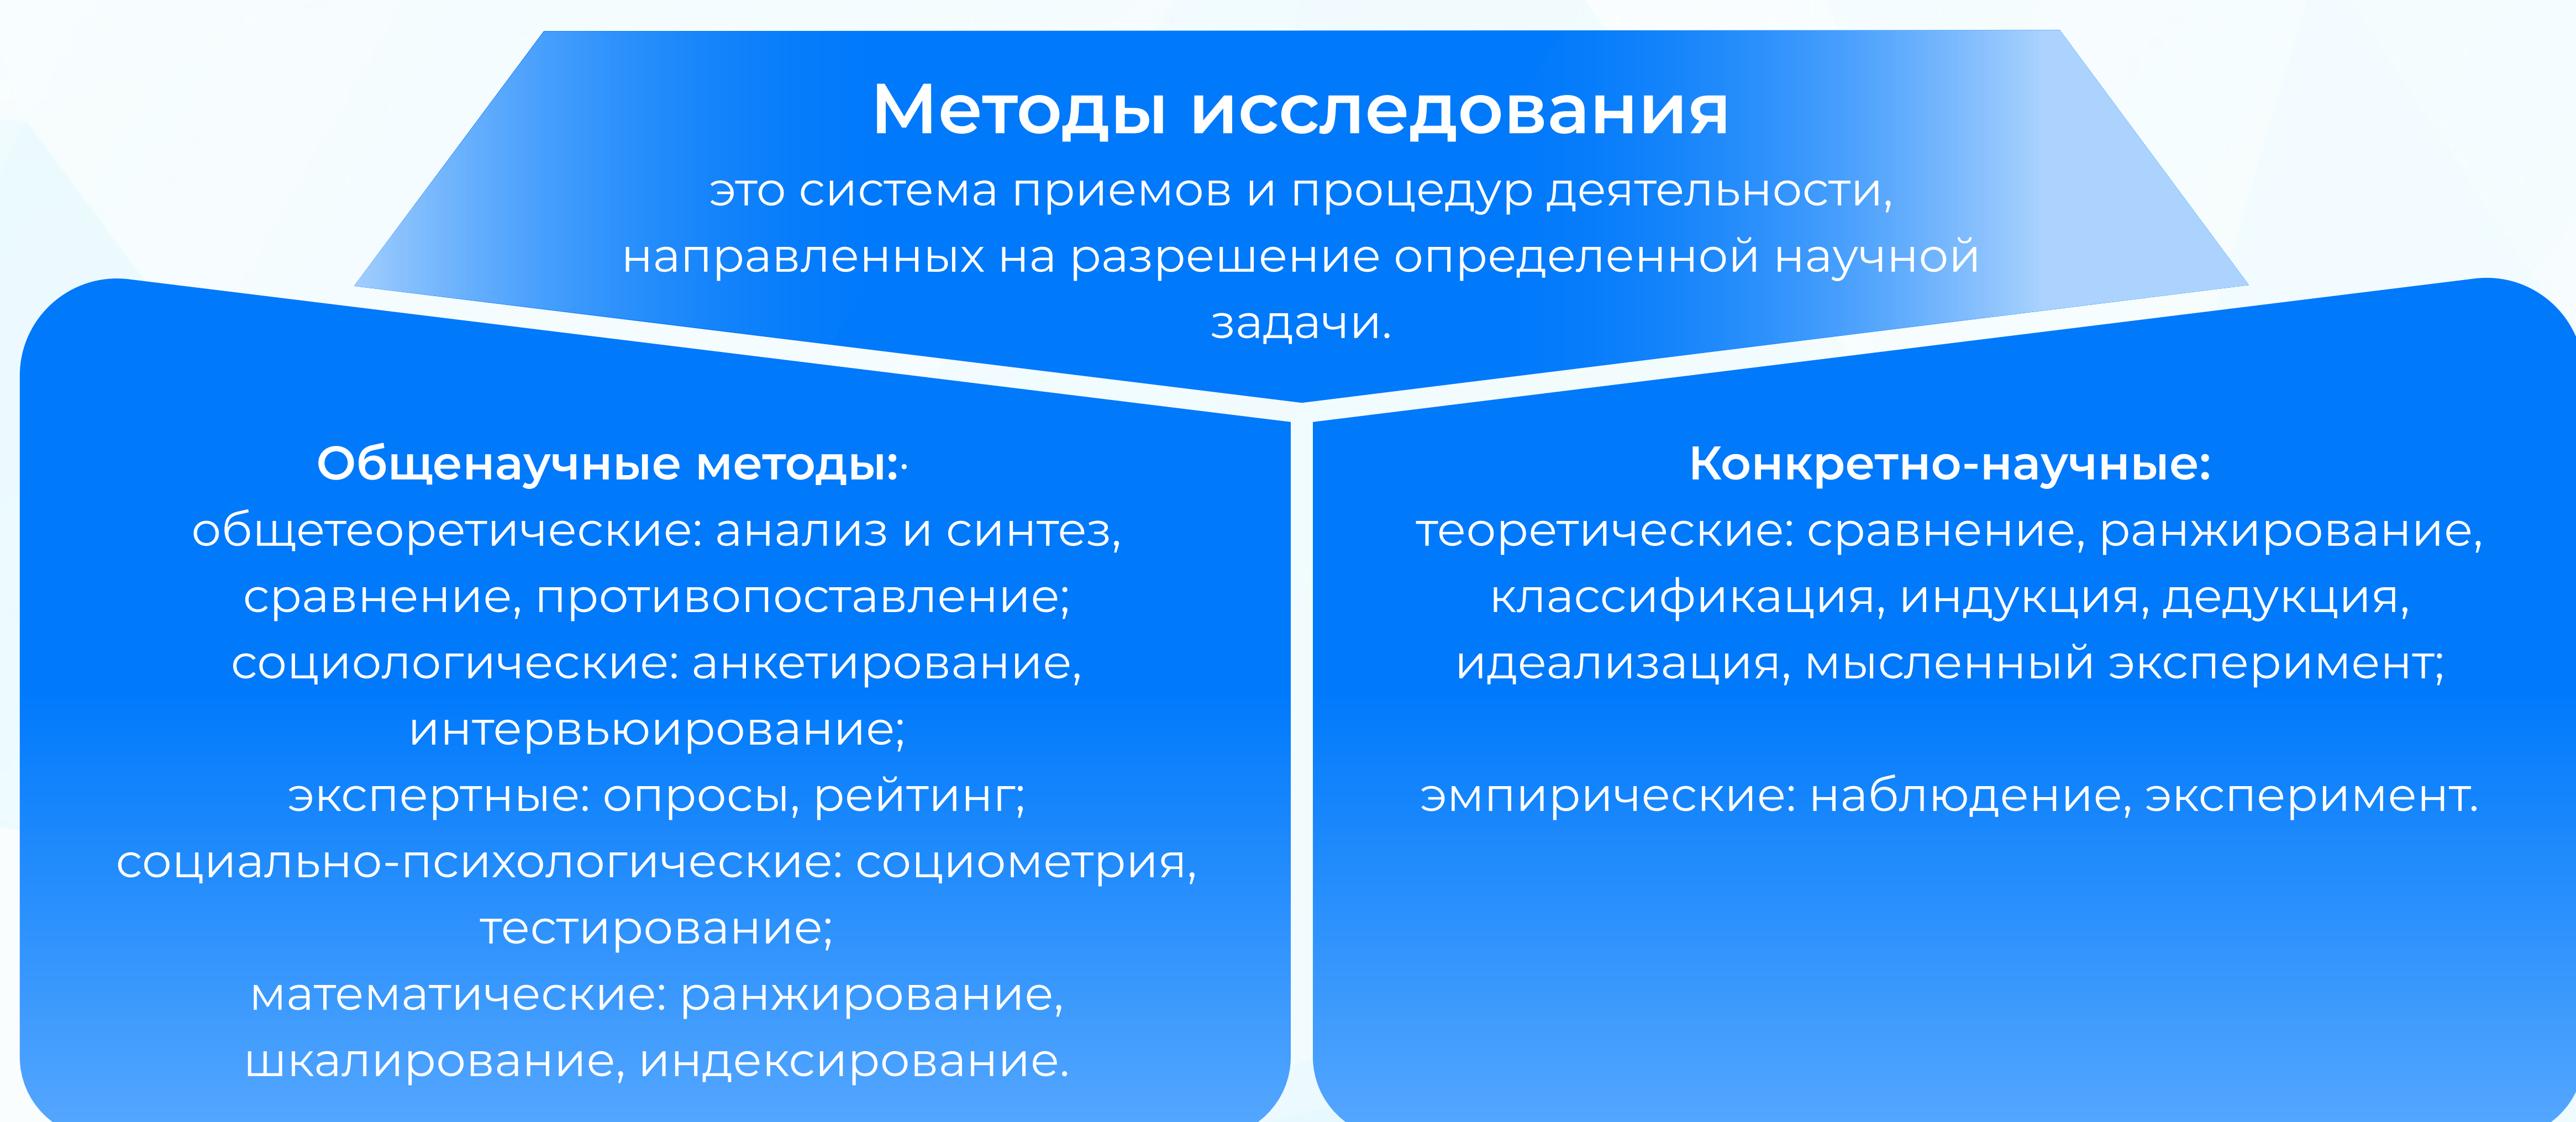 Методы исследования
это система приемов и процедур деятельности,
направленных на разрешение определенной научной
задачи.
Общенаучные методы:·
общетеоретические: анализ и синтез,
сравнение, противопоставление;
социологические: анкетирование,
интервьюирование;
экспертные: опросы, рейтинг;
социально-психологические: социометрия,
тестирование;
математические: ранжирование,
шкалирование, индексирование.
Конкретно-научные:
теоретические: сравнение, ранжирование,
классификация, индукция, дедукция,
идеализация, мысленный эксперимент;
эмпирические: наблюдение, эксперимент.